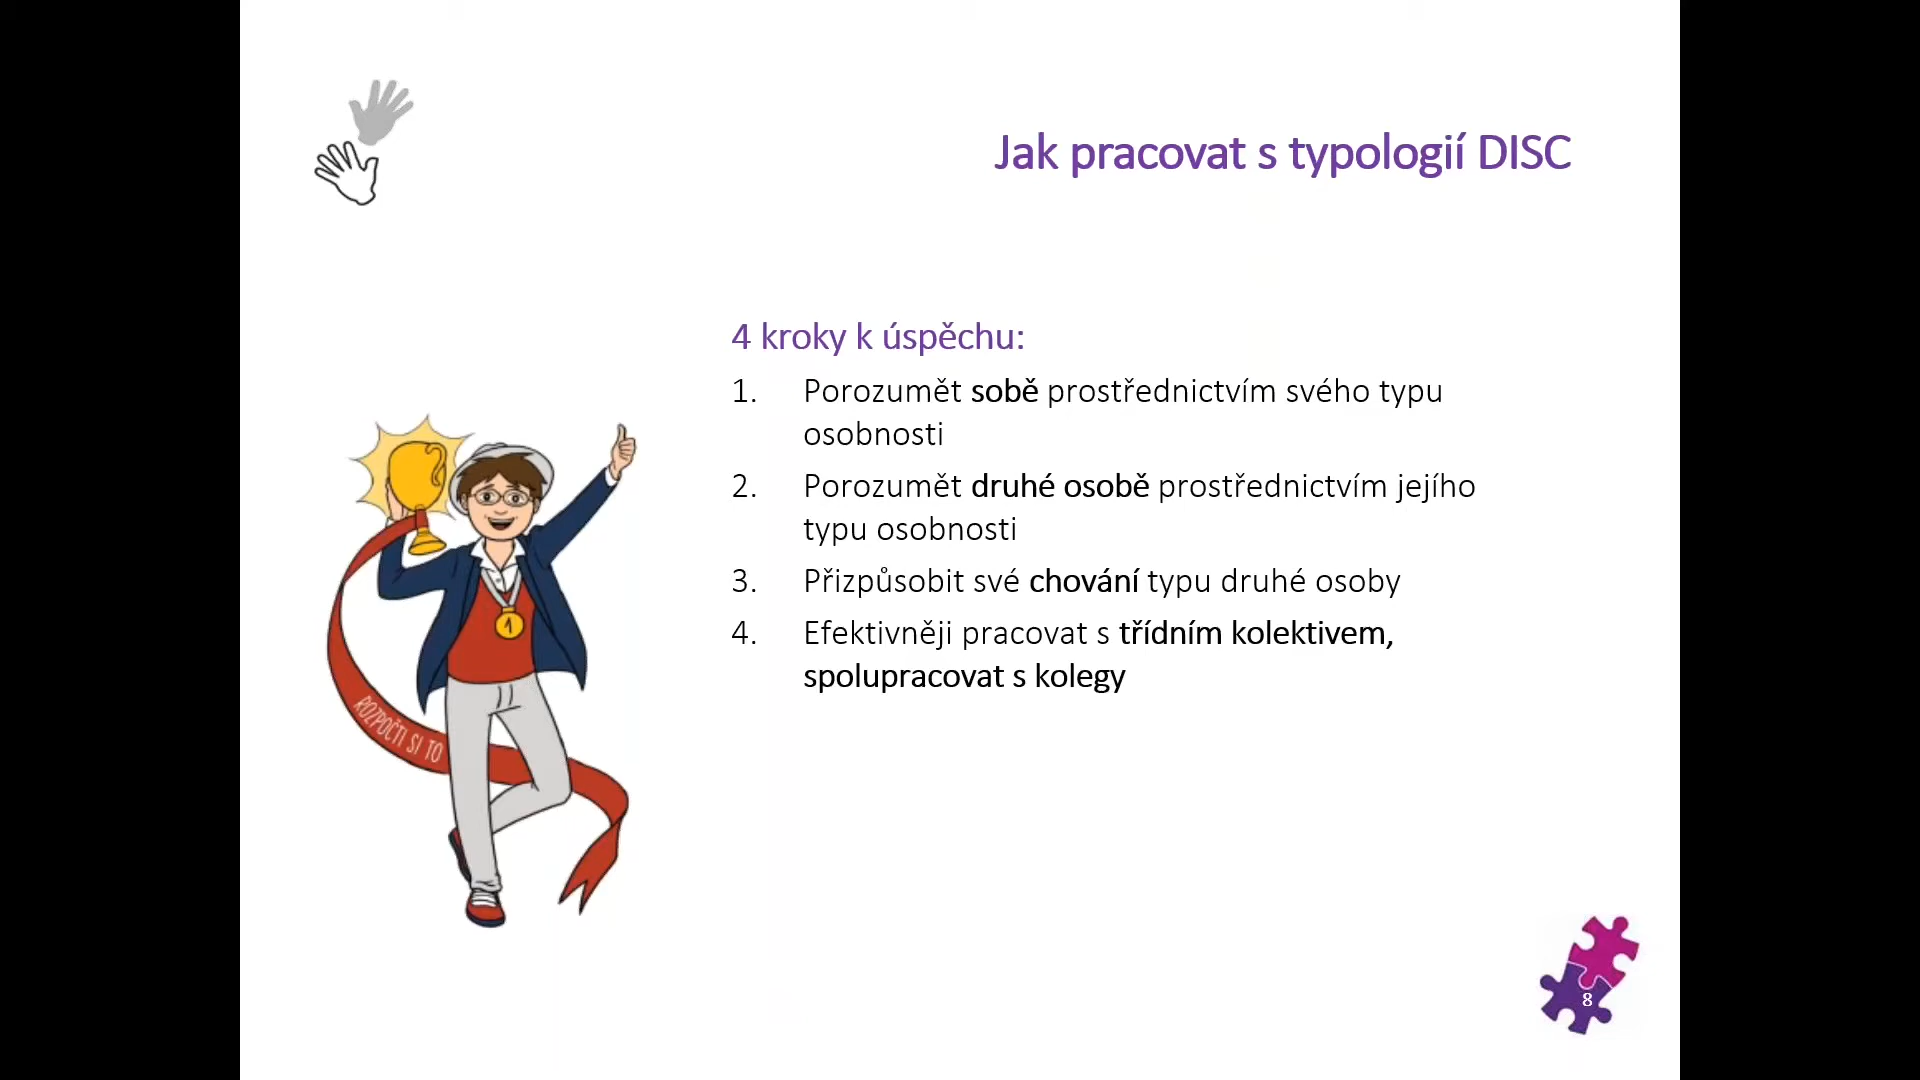 Jak pracovat s typologií DISC
4 kroky k úspěchu:
1. Porozumět sobě prostřednictvím svého typu
osobnosti
2. Porozumět druhé osobě prostřednictvím jejího
typu osobnosti
3. Přizpůsobit své chování typu druhé osoby
4. Efektivněji pracovat s třídním kolektivem,
spolupracovat s kolegy
1
ROZPOČTI SI TO
8